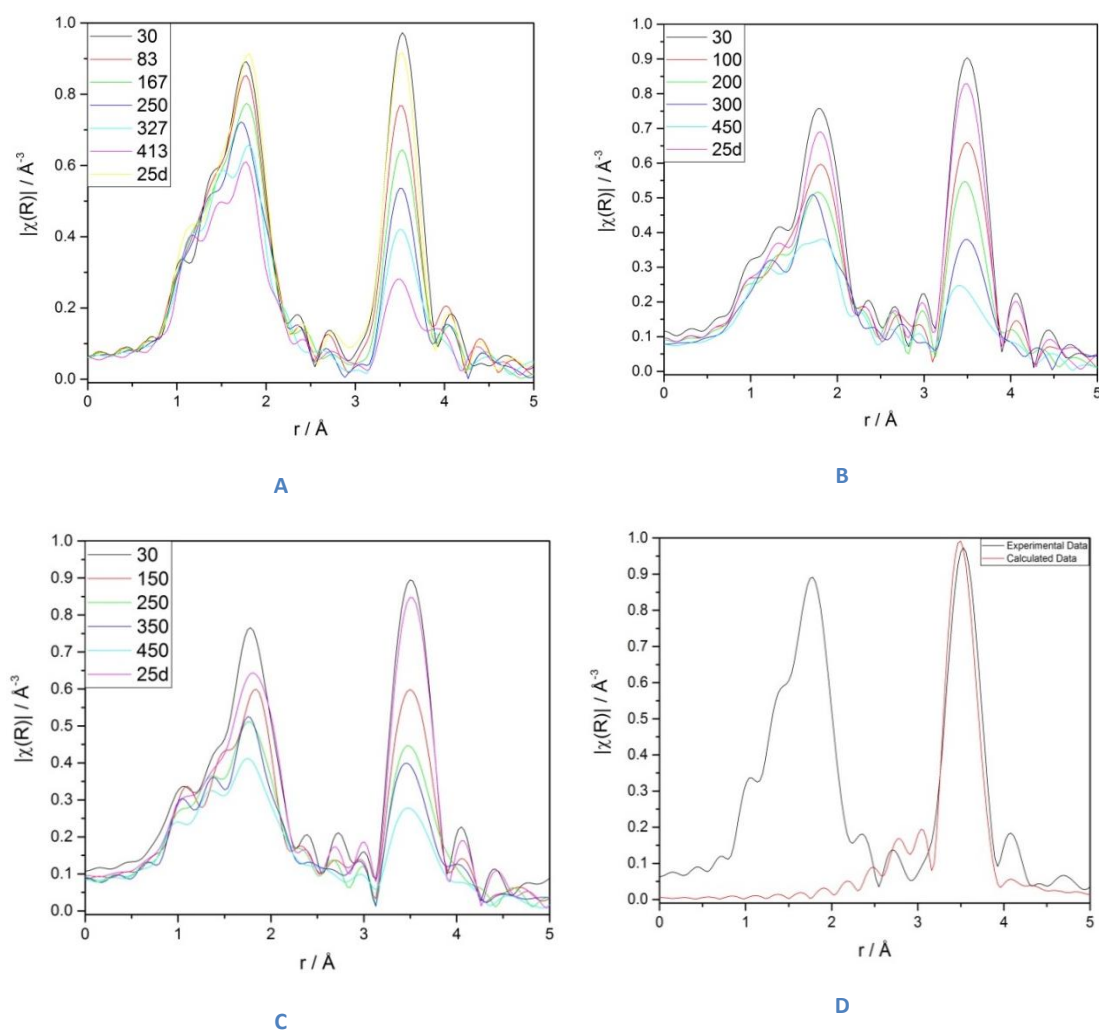 1.0
0.8
0.6
0.4
0.2
0.0
|χ(R)| / Å⁻³
30
83
167
250
327
413
25d
0 1 2 3 4 5
r / Å
A
1.0
0.9
0.8
0.7
0.6
0.5
0.4
0.3
0.2
0.1
0.0
|χ(R)| / Å⁻³
30
100
200
300
450
25d
0 1 2 3 4 5
r / Å
B
1.0
0.9
0.8
0.7
0.6
0.5
0.4
0.3
0.2
0.1
0.0
|χ(R)| / Å⁻³
30
150
250
350
450
25d
0 1 2 3 4 5
r / Å
C
1.0
0.9
0.8
0.7
0.6
0.5
0.4
0.3
0.2
0.1
0.0
|χ(R)| / Å⁻³
Experimental Data
Calculated Data
0 1 2 3 4 5
r / Å
D